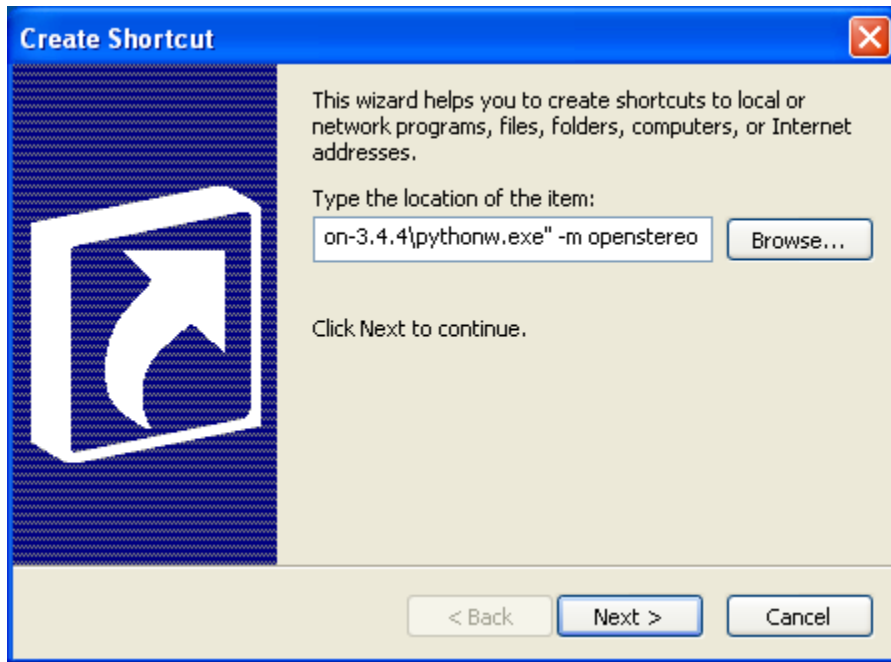 Create Shortcut
This wizard helps you to create shortcuts to local or
network programs, files, folders, computers, or Internet
addresses.
Type the location of the item:
on-3.4.4\pythonw.exe" -m openstereo
Browse...
Click Next to continue.
< Back
Next >
Cancel